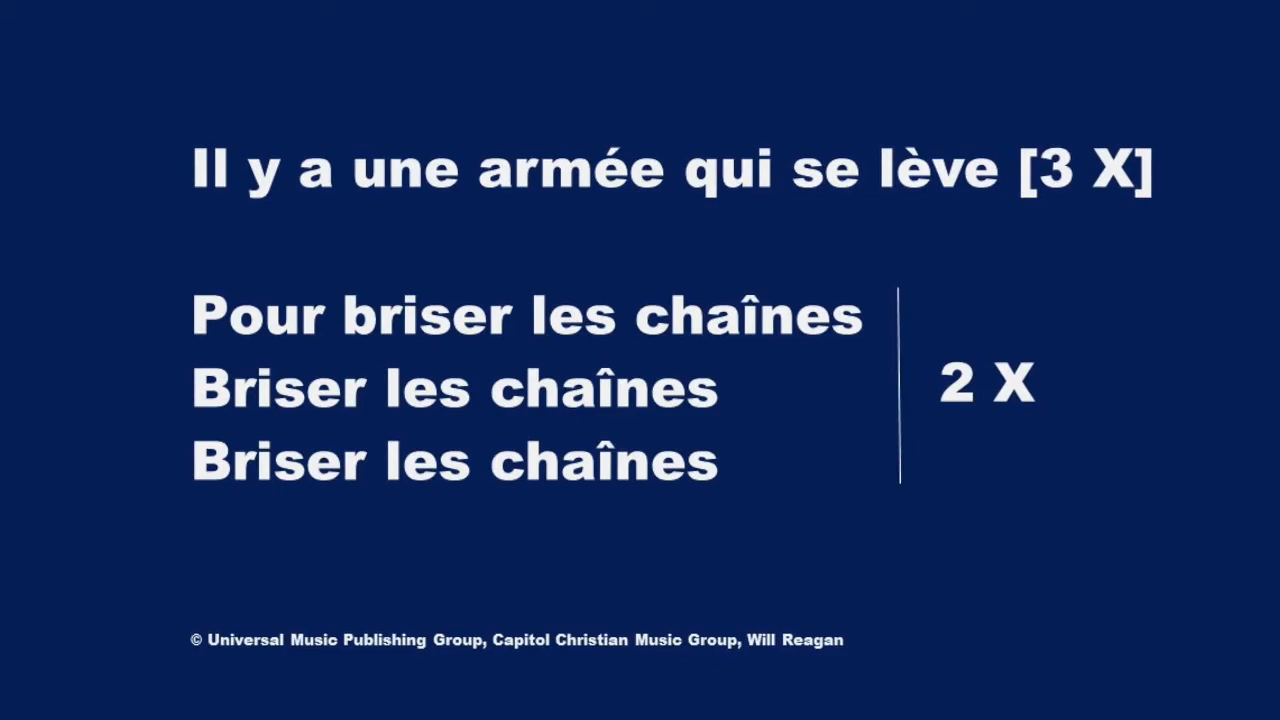 Il y a une armée qui se lève [3 X]
Pour briser les chaînes
Briser les chaînes
Briser les chaînes
2 X
© Universal Music Publishing Group, Capitol Christian Music Group, Will Reagan